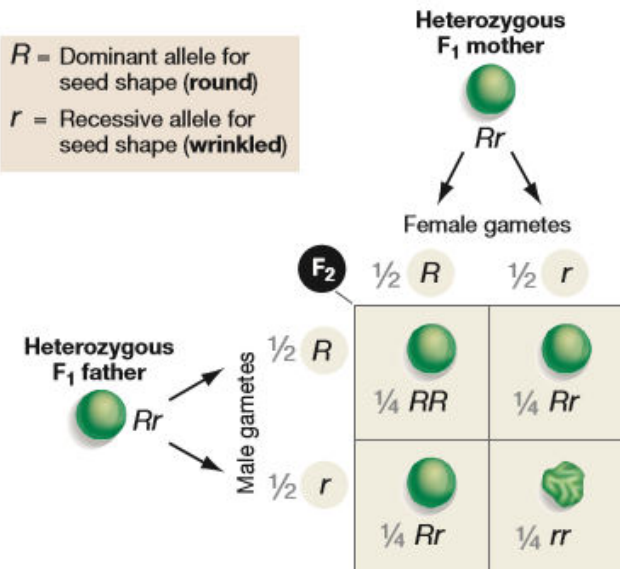 R = Dominant allele for
seed shape (round)
r = Recessive allele for
seed shape (wrinkled)
Heterozygous
F₁ mother
Rr
Female gametes
F₂
½ R
½ r
Heterozygous
F₁ father
Rr
Male gametes
½ R
¼ RR
¼ Rr
½ r
¼ Rr
¼ rr